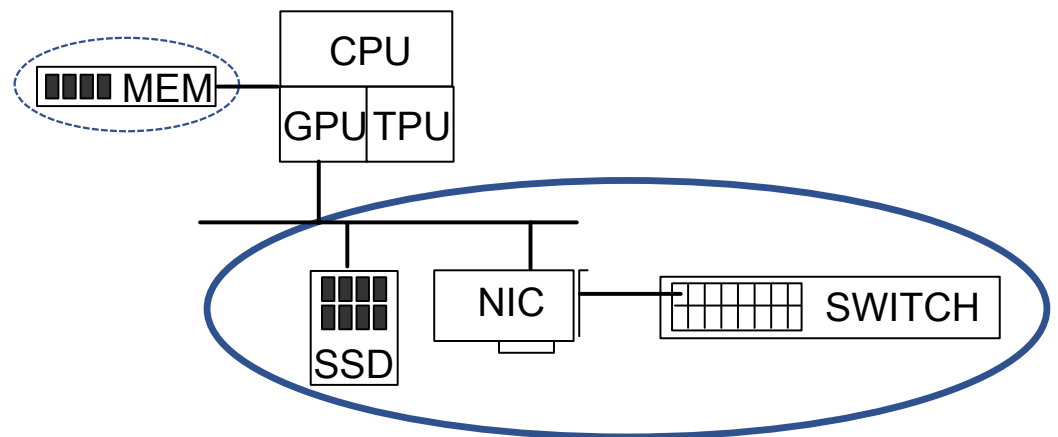 CPU
MEM
GPU
TPU
NIC
SWITCH
SSD